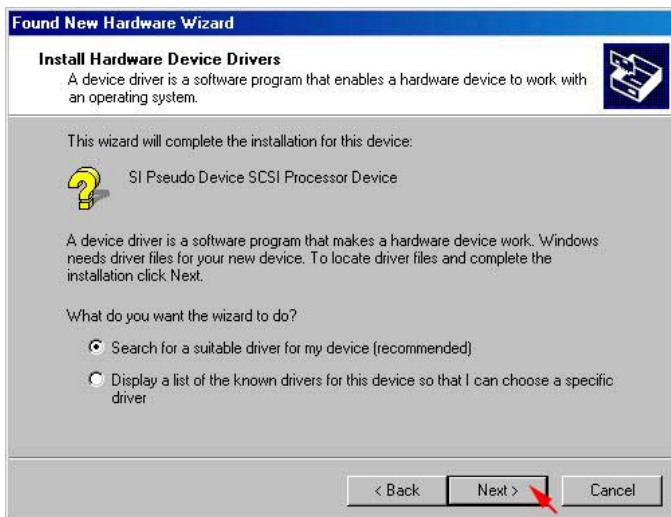 Found New Hardware Wizard
Install Hardware Device Drivers
A device driver is a software program that enables a hardware device to work with
an operating system.
This wizard will complete the installation for this device:
SI Pseudo Device SCSI Processor Device
A device driver is a software program that makes a hardware device work. Windows
needs driver files for your new device. To locate driver files and complete the
installation click Next.
What do you want the wizard to do?
Search for a suitable driver for my device (recommended)
Display a list of the known drivers for this device so that I can choose a specific
driver
< Back Next > Cancel